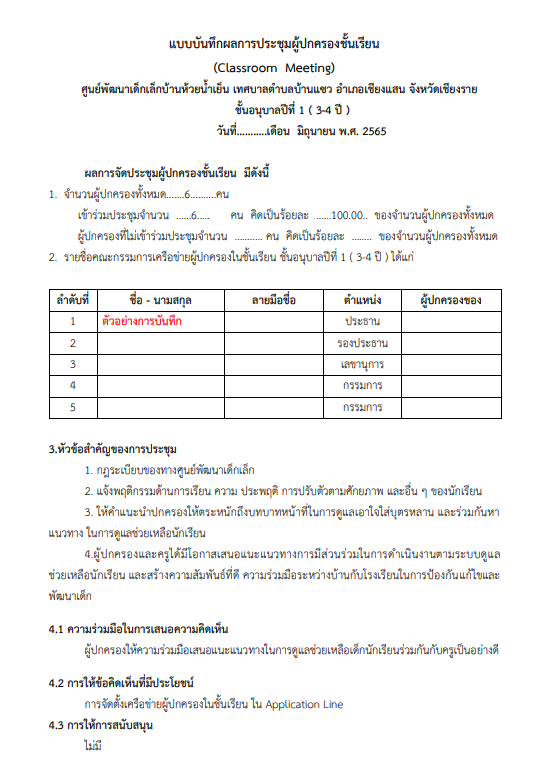 แบบบันทึกผลการประชุมผู้ปกครองชั้นเรียน
(Classroom Meeting)
ศูนย์พัฒนาเด็กเล็กบ้านห้วยน้ำเย็น เทศบาลตำบลบ้านแซว อำเภอเชียงแสน จังหวัดเชียงราย
ชั้นอนุบาลปีที่ 1 ( 3-4 ปี )
วันที่...........เดือน มิถุนายน พ.ศ. 2565
ผลการจัดประชุมผู้ปกครองชั้นเรียน มีดังนี้
1. จำนวนผู้ปกครองทั้งหมด.......6..........คน
เข้าร่วมประชุมจำนวน ......6..... คน คิดเป็นร้อยละ ......100.00.. ของจำนวนผู้ปกครองทั้งหมด
ผู้ปกครองที่ไม่เข้าร่วมประชุมจำนวน ........... คน คิดเป็นร้อยละ ........ ของจำนวนผู้ปกครองทั้งหมด
2. รายชื่อคณะกรรมการเครือข่ายผู้ปกครองในชั้นเรียน ชั้นอนุบาลปีที่ 1 ( 3-4 ปี ) ได้แก่
ลำดับที่ ชื่อ - นามสกุล ลายมือชื่อ ตำแหน่ง ผู้ปกครองของ
1 ตัวอย่างการบันทึก ประธาน
2 รองประธาน
3 เลขานุการ
4 กรรมการ
5 กรรมการ
3.หัวข้อสำคัญของการประชุม
1. กฎระเบียบของทางศูนย์พัฒนาเด็กเล็ก
2. แจ้งพฤติกรรมด้านการเรียน ความ ประพฤติ การปรับตัวตามศักยภาพ และอื่น ๆ ของนักเรียน
3. ให้คำแนะนำปกครองให้ตระหนักถึงบทบาทหน้าที่ในการดูแลเอาใจใส่บุตรหลาน และร่วมกันหา
แนวทาง ในการดูแลช่วยเหลือนักเรียน
4.ผู้ปกครองและครูได้มีโอกาสเสนอแนะแนวทางการมีส่วนร่วมในการดำเนินงานตามระบบดูแล
ช่วยเหลือนักเรียน และสร้างความสัมพันธ์ที่ดี ความร่วมมือระหว่างบ้านกับโรงเรียนในการป้องกันแก้ไขและ
พัฒนาเด็ก
4.1 ความร่วมมือในการเสนอความคิดเห็น
ผู้ปกครองให้ความร่วมมือเสนอแนะแนวทางในการดูแลช่วยเหลือเด็กนักเรียนร่วมกันกับครูเป็นอย่างดี
4.2 การให้ข้อคิดเห็นที่มีประโยชน์
การจัดตั้งเครือข่ายผู้ปกครองในชั้นเรียน ใน Application Line
4.3 การให้การสนับสนุน
ไม่มี